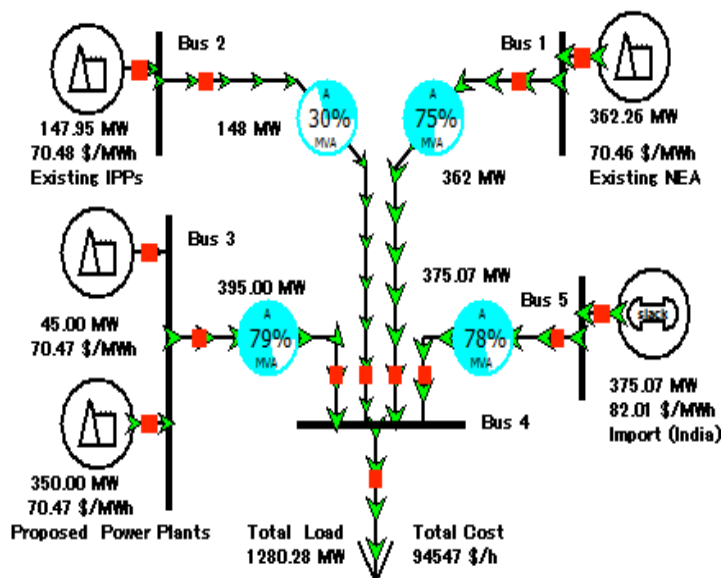 Bus 2
147.95 MW
70.48 $/MWh
Existing IPPs
148 MW
A
30%
MVA
Bus 1
A
75%
MVA
362 MW
362.26 MW
70.46 $/MWh
Existing NEA
Bus 3
45.00 MW
70.47 $/MWh
395.00 MW
A
79%
MVA
350.00 MW
70.47 $/MWh
Proposed Power Plants
375.07 MW
A
78%
MVA
Bus 5
slack
375.07 MW
82.01 $/MWh
Import (India)
Bus 4
Total Load
1280.28 MW
Total Cost
94547 $/h